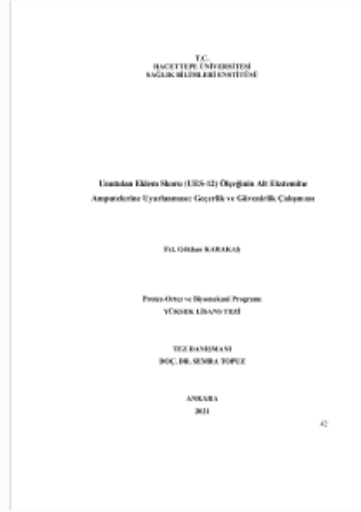 T.C.
HACETTEPE ÜNİVERSİTESİ
SAĞLIK BİLİMLERİ ENSTİTÜSÜ
Unutulan Eklem Skoru (UES-12) Ölçeğinin Alt Ekstemite
Ampütelerine Uyarlanması: Geçerlik ve Güvenirlik Çalışması
Fzt. Gökhan KARAKAŞ
Protez-Ortez ve Biyomekani Programı
YÜKSEK LİSANS TEZİ
TEZ DANIŞMANI
DOÇ. DR. SEMRA TOPUZ
ANKARA
2021
42